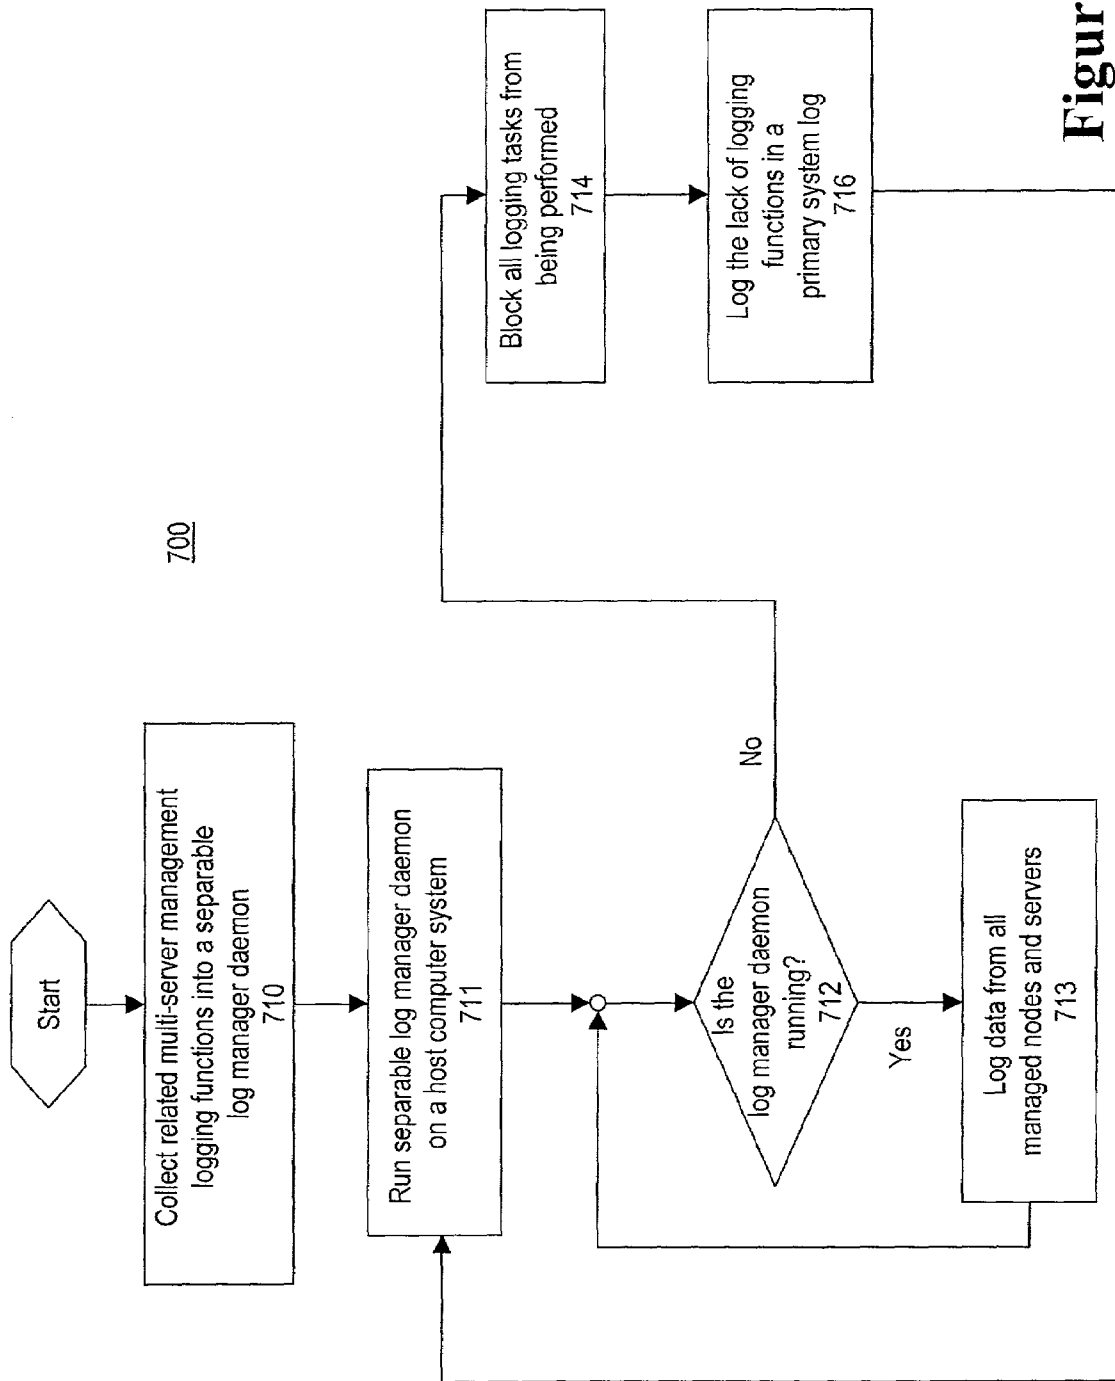 700
Start
Collect related multi-server management
logging functions into a separable
log manager daemon
710
Run separable log manager daemon
on a host computer system
711
Is the
log manager daemon
running?
712
No
Yes
Log data from all
managed nodes and servers
713
Block all logging tasks from
being performed
714
Log the lack of logging
functions in a
primary system log
716
Figur